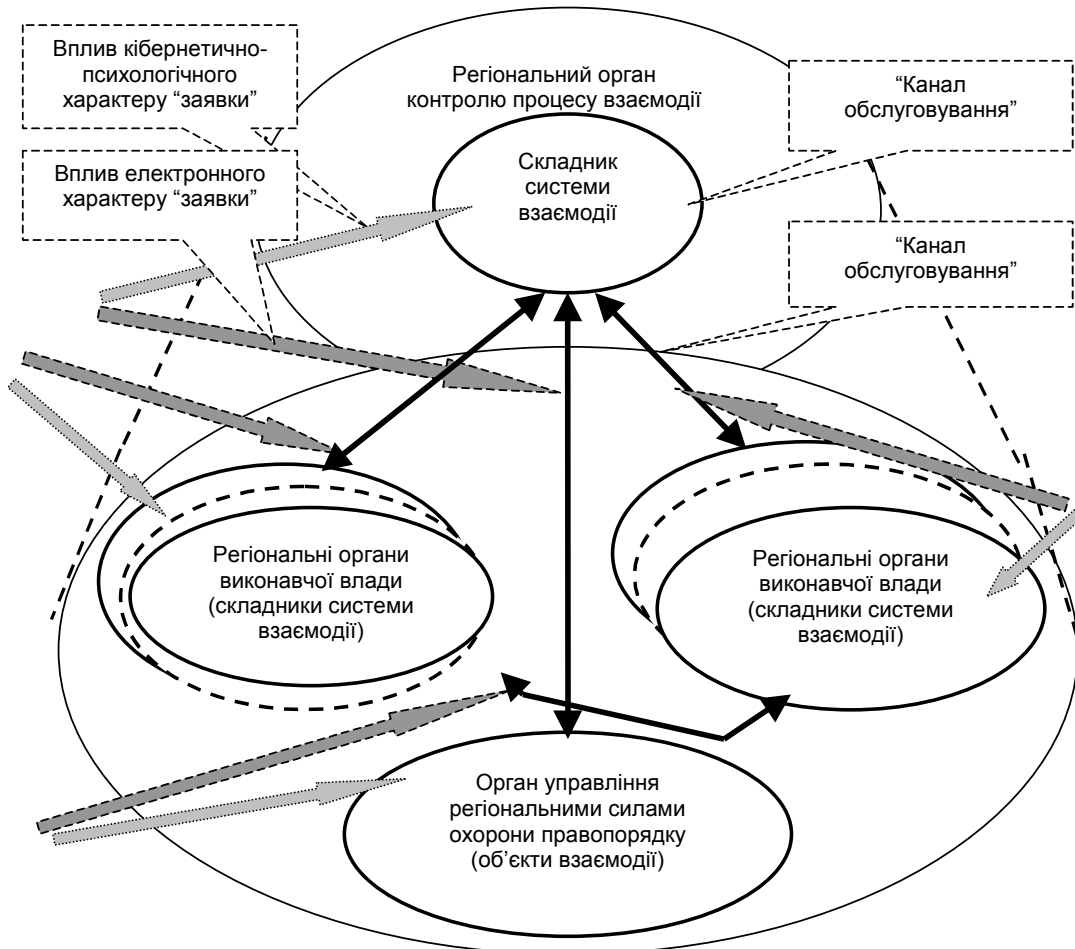 Вплив кібернетично-
психологічного
характеру “заявки”
Регіональний орган
контролю процесу взаємодії
“Канал
обслуговування”
Складник
системи
взаємодії
Вплив електронного
характеру “заявки”
“Канал
обслуговування”
Регіональні органи
виконавчої влади
(складники системи
взаємодії)
Регіональні органи
виконавчої влади
(складники системи
взаємодії)
Орган управління
регіональними силами
охорони правопорядку
(об’єкти взаємодії)